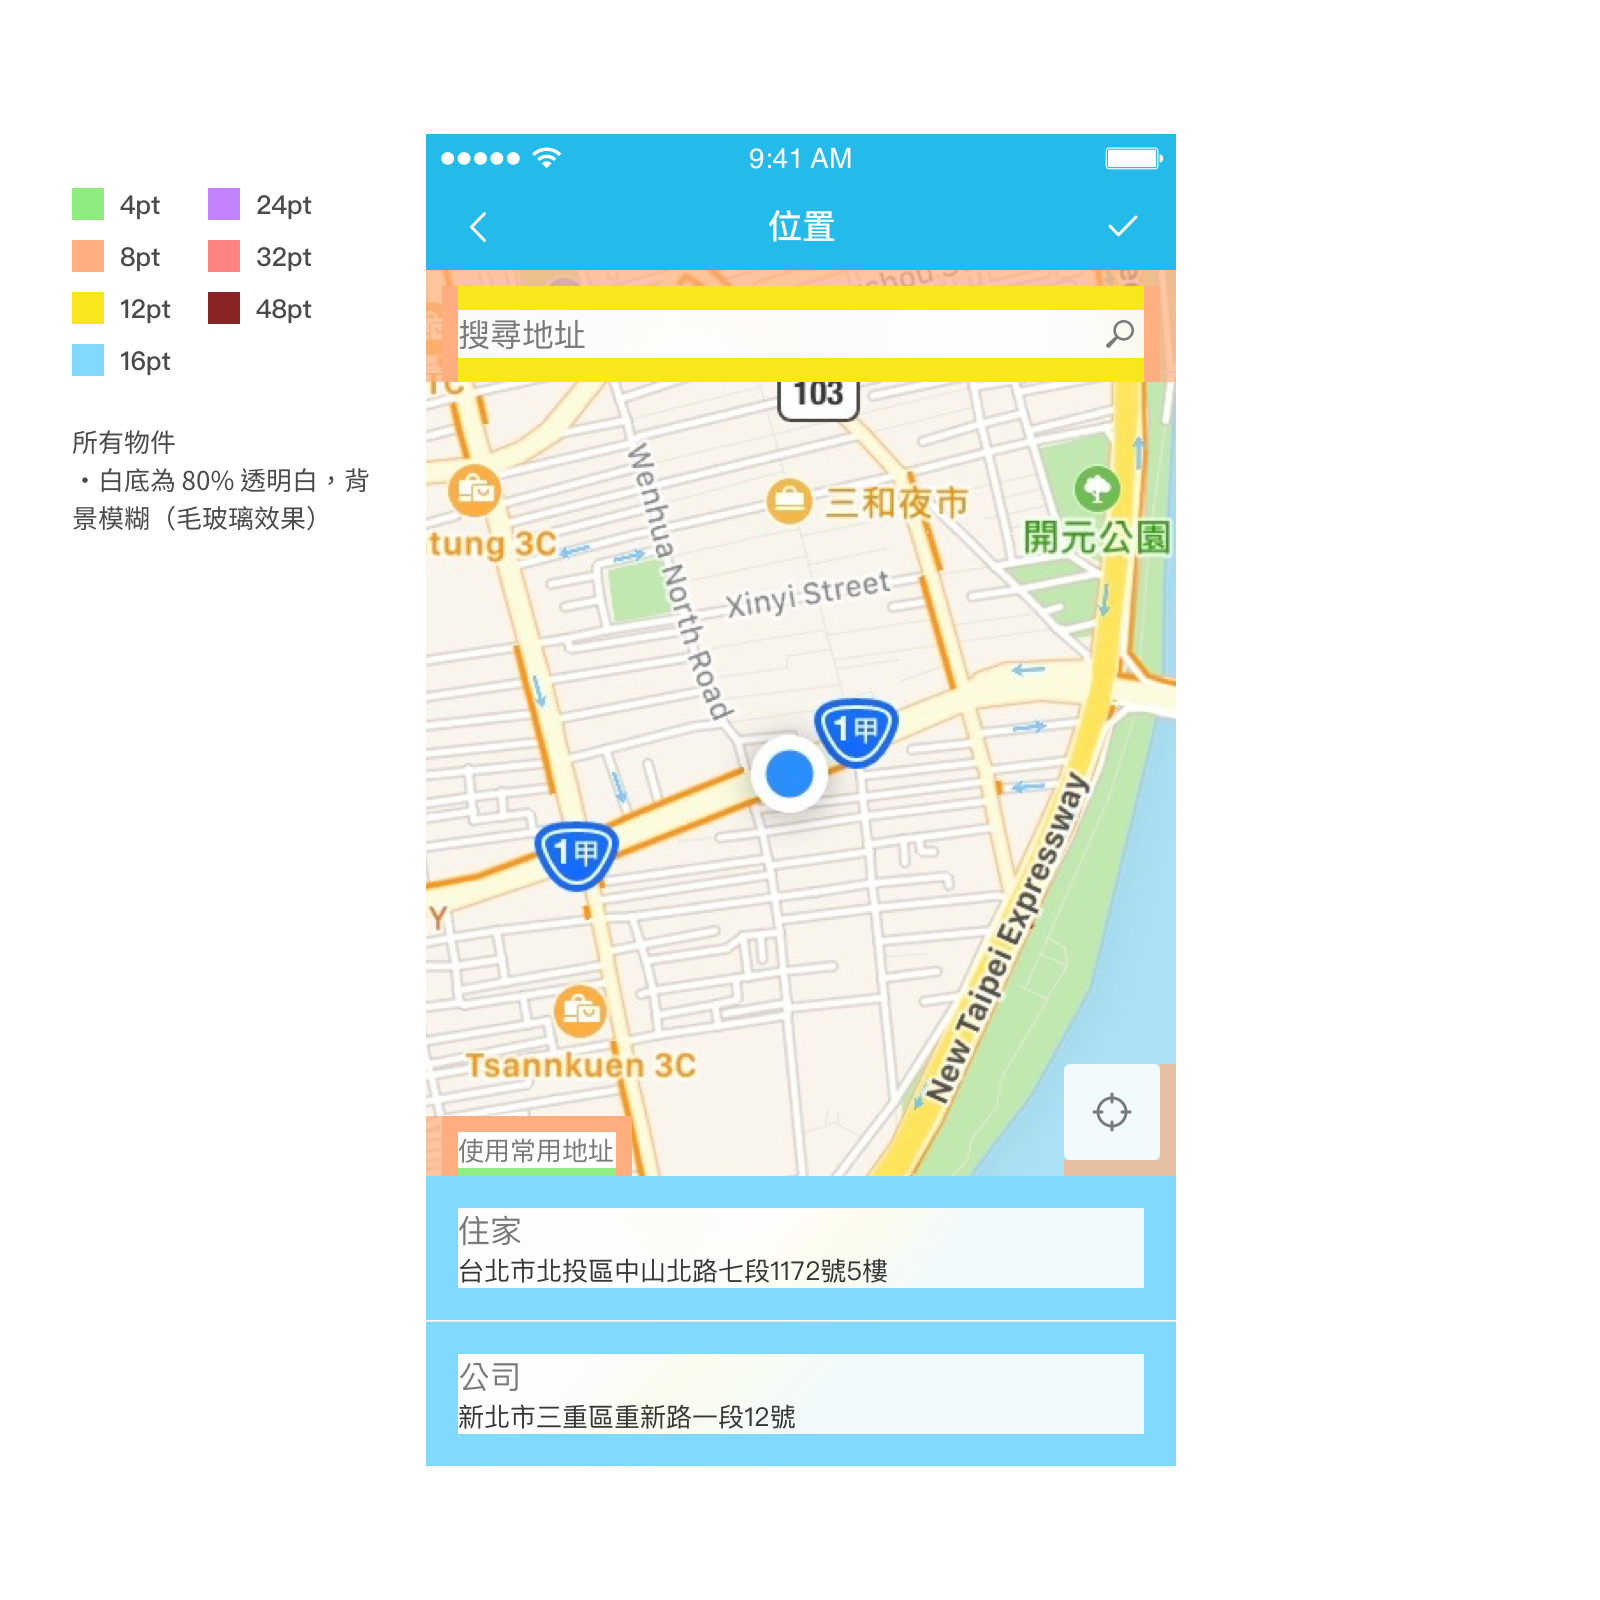 9:41 AM
位置
4pt
24pt
8pt
32pt
12pt
48pt
16pt
所有物件
・白底為 80% 透明白，背
景模糊（毛玻璃效果）
搜尋地址
103
Wenhua North Road
三和夜市
開元公園
tung 3C
Xinyi Street
1甲
1甲
Y
New Taipei Expressway
Tsannkuen 3C
使用常用地址
住家
台北市北投區中山北路七段1172號5樓
公司
新北市三重區重新路一段12號